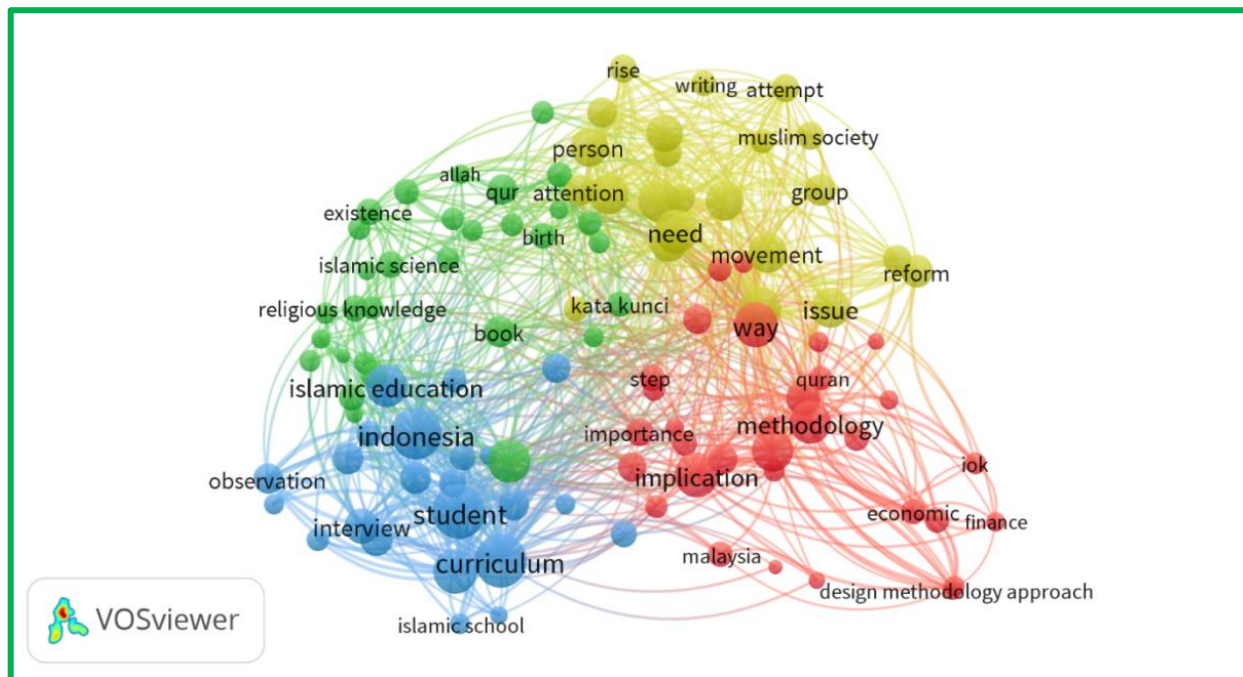 rise
writing
attempt
person
muslim society
allah
qur
attention
group
existence
need
birth
movement
islamic science
reform
religious knowledge
kata kunci
issue
book
way
islamic education
step
quran
indonesia
importance
methodology
observation
implication
iok
student
economic
interview
finance
curriculum
malaysia
design methodology approach
islamic school
VOSviewer